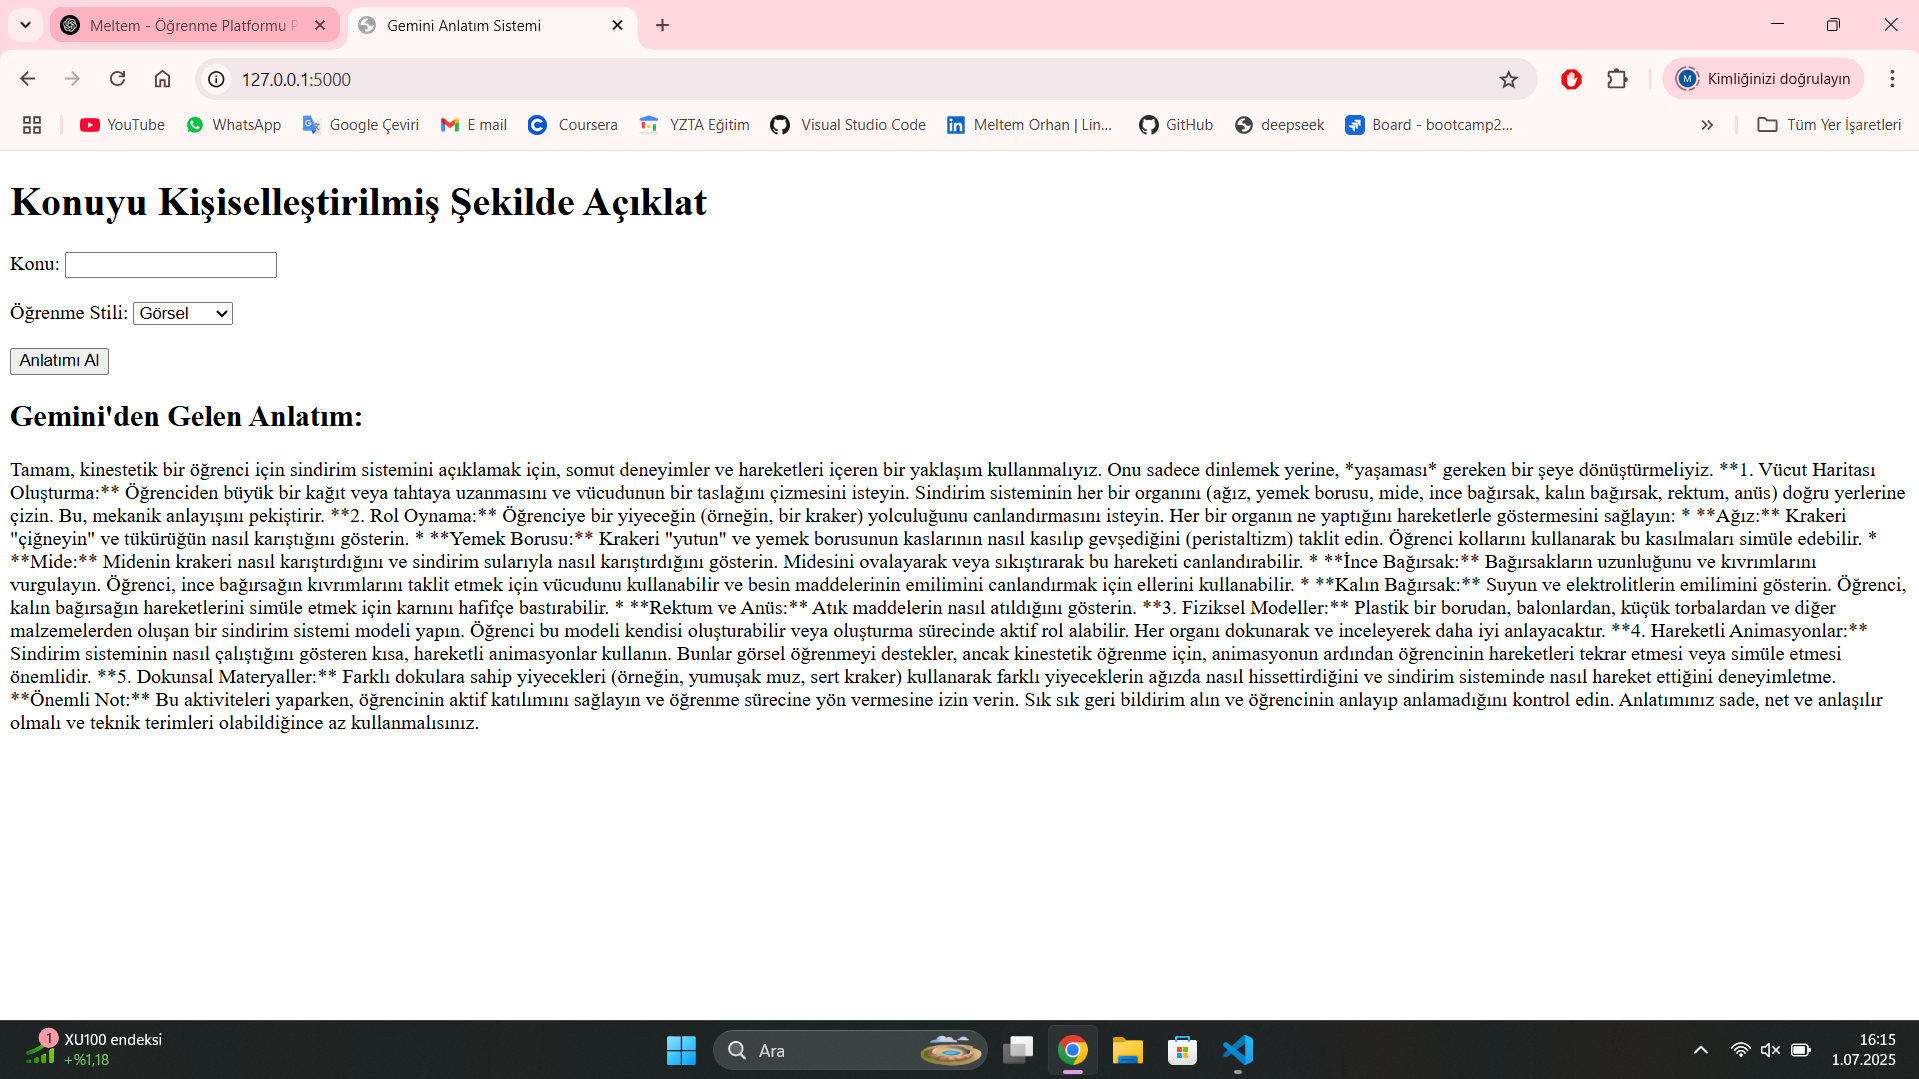 Meltem - Öğrenme Platformu P
Gemini Anlatım Sistemi
127.0.0.1:5000
M
Kimliğinizi doğrulayın
YouTube
WhatsApp
Google Çeviri
E mail
Coursera
YZTA Eğitim
Visual Studio Code
Meltem Orhan | Lin...
GitHub
deepseek
Board - bootcamp2...
Tüm Yer İşaretleri
Konuyu Kişiselleştirilmiş Şekilde Açıklat
Konu:
Öğrenme Stili: Görsel
Anlatımı Al
Gemini'den Gelen Anlatım:
Tamam, kinestetik bir öğrenci için sindirim sistemini açıklamak için, somut deneyimler ve hareketleri içeren bir yaklaşım kullanmalıyız. Onu sadece dinlemek yerine, *yaşaması* gereken bir şeye dönüştürmeliyiz. **1. Vücut Haritası
Oluşturma:** Öğrenciden büyük bir kağıt veya tahtaya uzanmasını ve vücudunun bir taslağını çizmesini isteyin. Sindirim sisteminin her bir organını (ağız, yemek borusu, mide, ince bağırsak, kalın bağırsak, rektum, anüs) doğru yerlerine
çizin. Bu, mekanik anlayışını pekiştirir. **2. Rol Oynama:** Öğrenciye bir yiyeceğin (örneğin, bir kraker) yolculuğunu canlandırmasını isteyin. Her bir organın ne yaptığını hareketlerle göstermesini sağlayın: * **Ağız:** Krakeri
"çiğneyin" ve tükürüğün nasıl karıştığını gösterin. * **Yemek Borusu:** Krakeri "yutun" ve yemek borusunun kaslarının nasıl kasılıp gevşediğini (peristaltizm) taklit edin. Öğrenci kollarını kullanarak bu kasılmaları simüle edebilir. *
**Mide:** Midenin krakeri nasıl karıştırdığını ve sindirim sularıyla nasıl karıştırdığını gösterin. Midesini ovalayarak veya sıkıştırarak bu hareketi canlandırabilir. * **İnce Bağırsak:** Bağırsakların uzunluğunu ve kıvrımlarını
vurgulayın. Öğrenci, ince bağırsağın kıvrımlarını taklit etmek için vücudunu kullanabilir ve besin maddelerinin emilimini canlandırmak için ellerini kullanabilir. * **Kalın Bağırsak:** Suyun ve elektrolitlerin emilimini gösterin. Öğrenci,
kalın bağırsağın hareketlerini simüle etmek için karnını hafifçe bastırabilir. * **Rektum ve Anüs:** Atık maddelerin nasıl atıldığını gösterin. **3. Fiziksel Modeller:** Plastik bir borudan, balonlardan, küçük torbalardan ve diğer
malzemelerden oluşan bir sindirim sistemi modeli yapın. Öğrenci bu modeli kendisi oluşturabilir veya oluşturma sürecinde aktif rol alabilir. Her organı dokunarak ve inceleyerek daha iyi anlayacaktır. **4. Hareketli Animasyonlar:**
Sindirim sisteminin nasıl çalıştığını gösteren kısa, hareketli animasyonlar kullanın. Bunlar görsel öğrenmeyi destekler, ancak kinestetik öğrenme için, animasyonun ardından öğrencinin hareketleri tekrar etmesi veya simüle etmesi
önemlidir. **5. Dokunsal Materyaller:** Farklı dokulara sahip yiyecekleri (örneğin, yumuşak muz, sert kraker) kullanarak farklı yiyeceklerin ağızda nasıl hissettirdiğini ve sindirim sisteminde nasıl hareket ettiğini deneyimletme.
**Önemli Not:** Bu aktiviteleri yaparken, öğrencinin aktif katılımını sağlayın ve öğrenme sürecine yön vermesine izin verin. Sık sık geri bildirim alın ve öğrencinin anlayıp anlamadığını kontrol edin. Anlatımınız sade, net ve anlaşılır
olmalı ve teknik terimleri olabildiğince az kullanmalısınız.
1
XU100 endeksi
+%1,18
Ara
16:15
1.07.2025